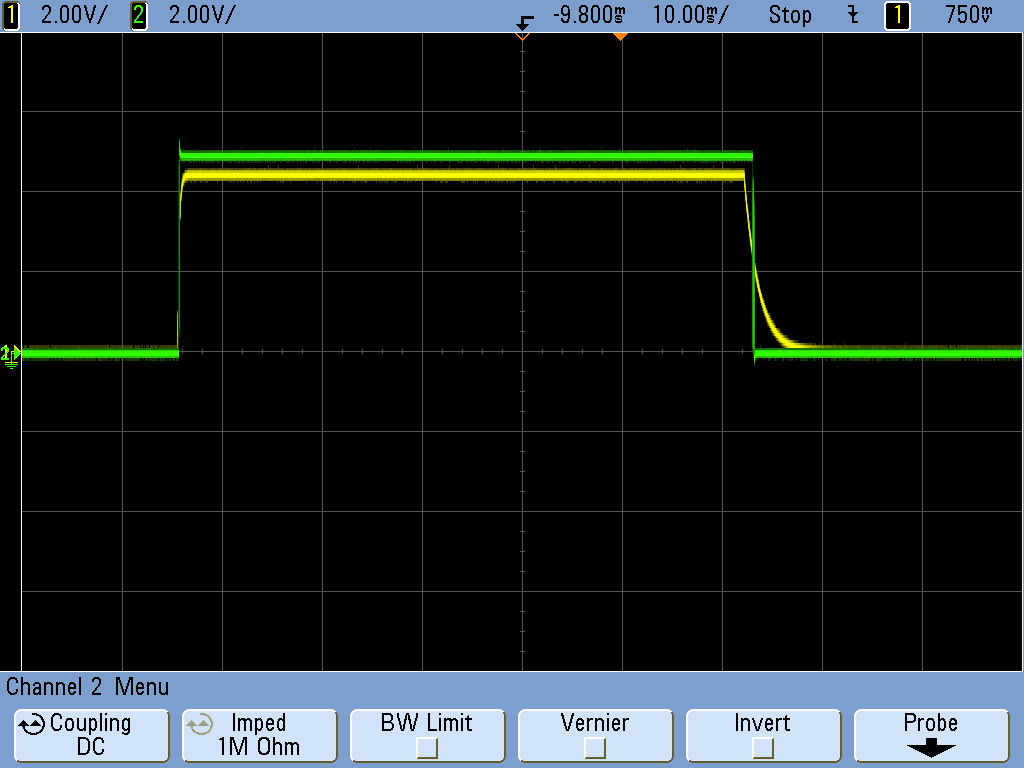 1 2.00V/ 2 2.00V/ -9.800ms 10.00ms/ Stop 1 750mV
Channel 2 Menu
Coupling Imped BW Limit Vernier Invert Probe
DC 1M Ohm